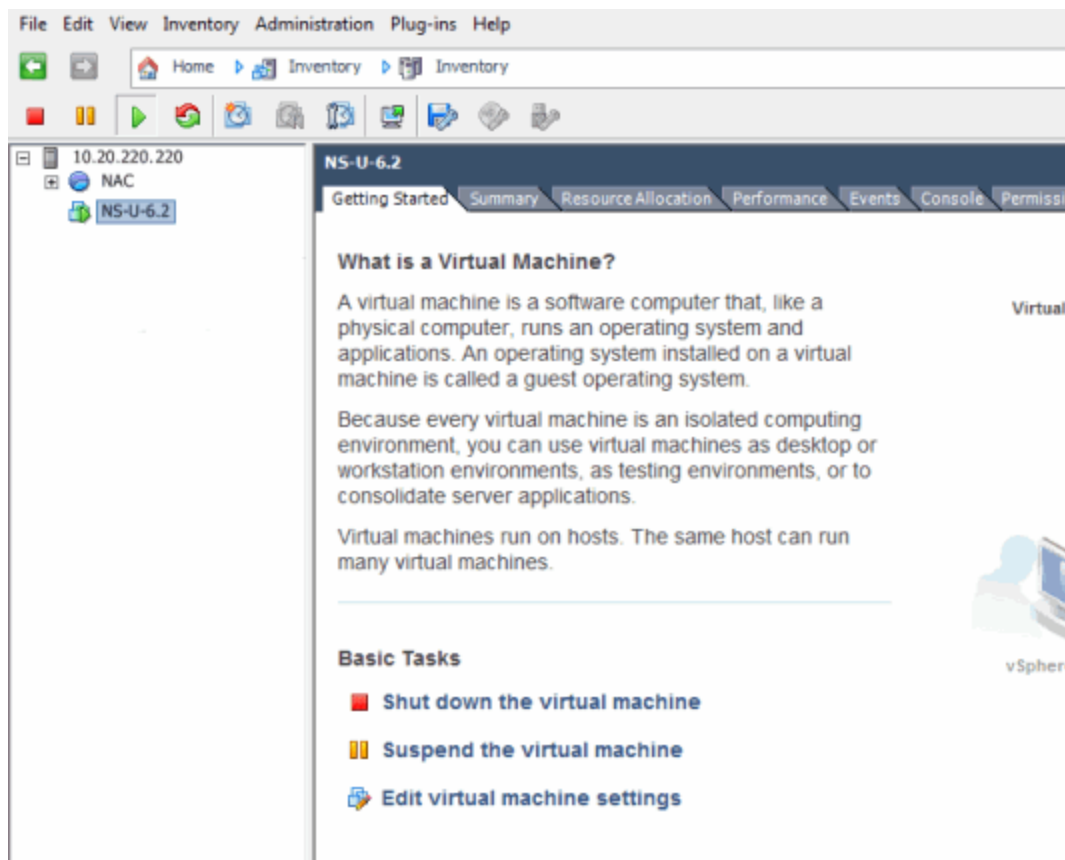 File Edit View Inventory Administration Plug-ins Help
Home Inventory Inventory
10.20.220.220
NAC
NS-U-6.2
NS-U-6.2
Getting Started Summary Resource Allocation Performance Events Console Permissi
What is a Virtual Machine?
A virtual machine is a software computer that, like a
physical computer, runs an operating system and
applications. An operating system installed on a virtual
machine is called a guest operating system.
Because every virtual machine is an isolated computing
environment, you can use virtual machines as desktop or
workstation environments, as testing environments, or to
consolidate server applications.
Virtual machines run on hosts. The same host can run
many virtual machines.
Virtual
vSpher
Basic Tasks
Shut down the virtual machine
Suspend the virtual machine
Edit virtual machine settings